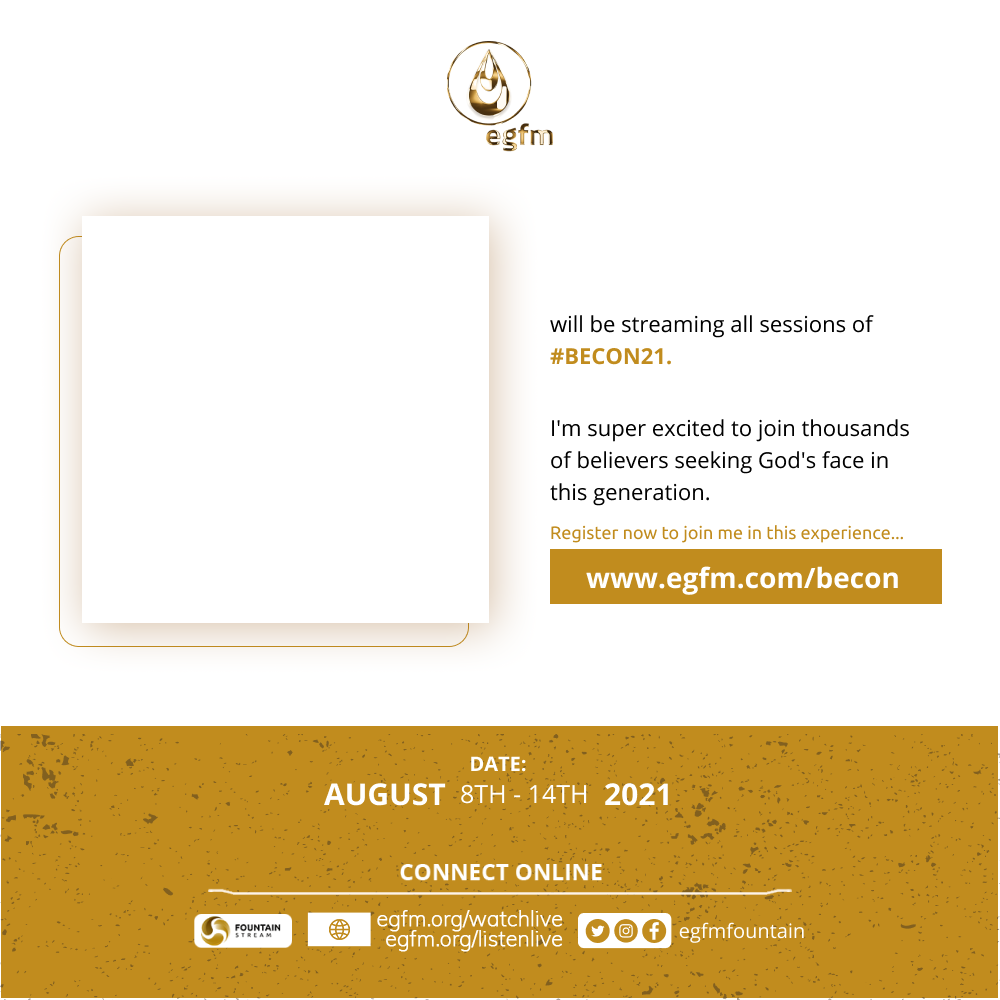 egfm
will be streaming all sessions of
#BECON21.
I'm super excited to join thousands
of believers seeking God's face in
this generation.
Register now to join me in this experience...
www.egfm.com/becon
DATE:
AUGUST 8TH - 14TH 2021
CONNECT ONLINE
FOUNTAIN
STREAM
egfm.org/watchlive
egfm.org/listenlive
egfmfountain